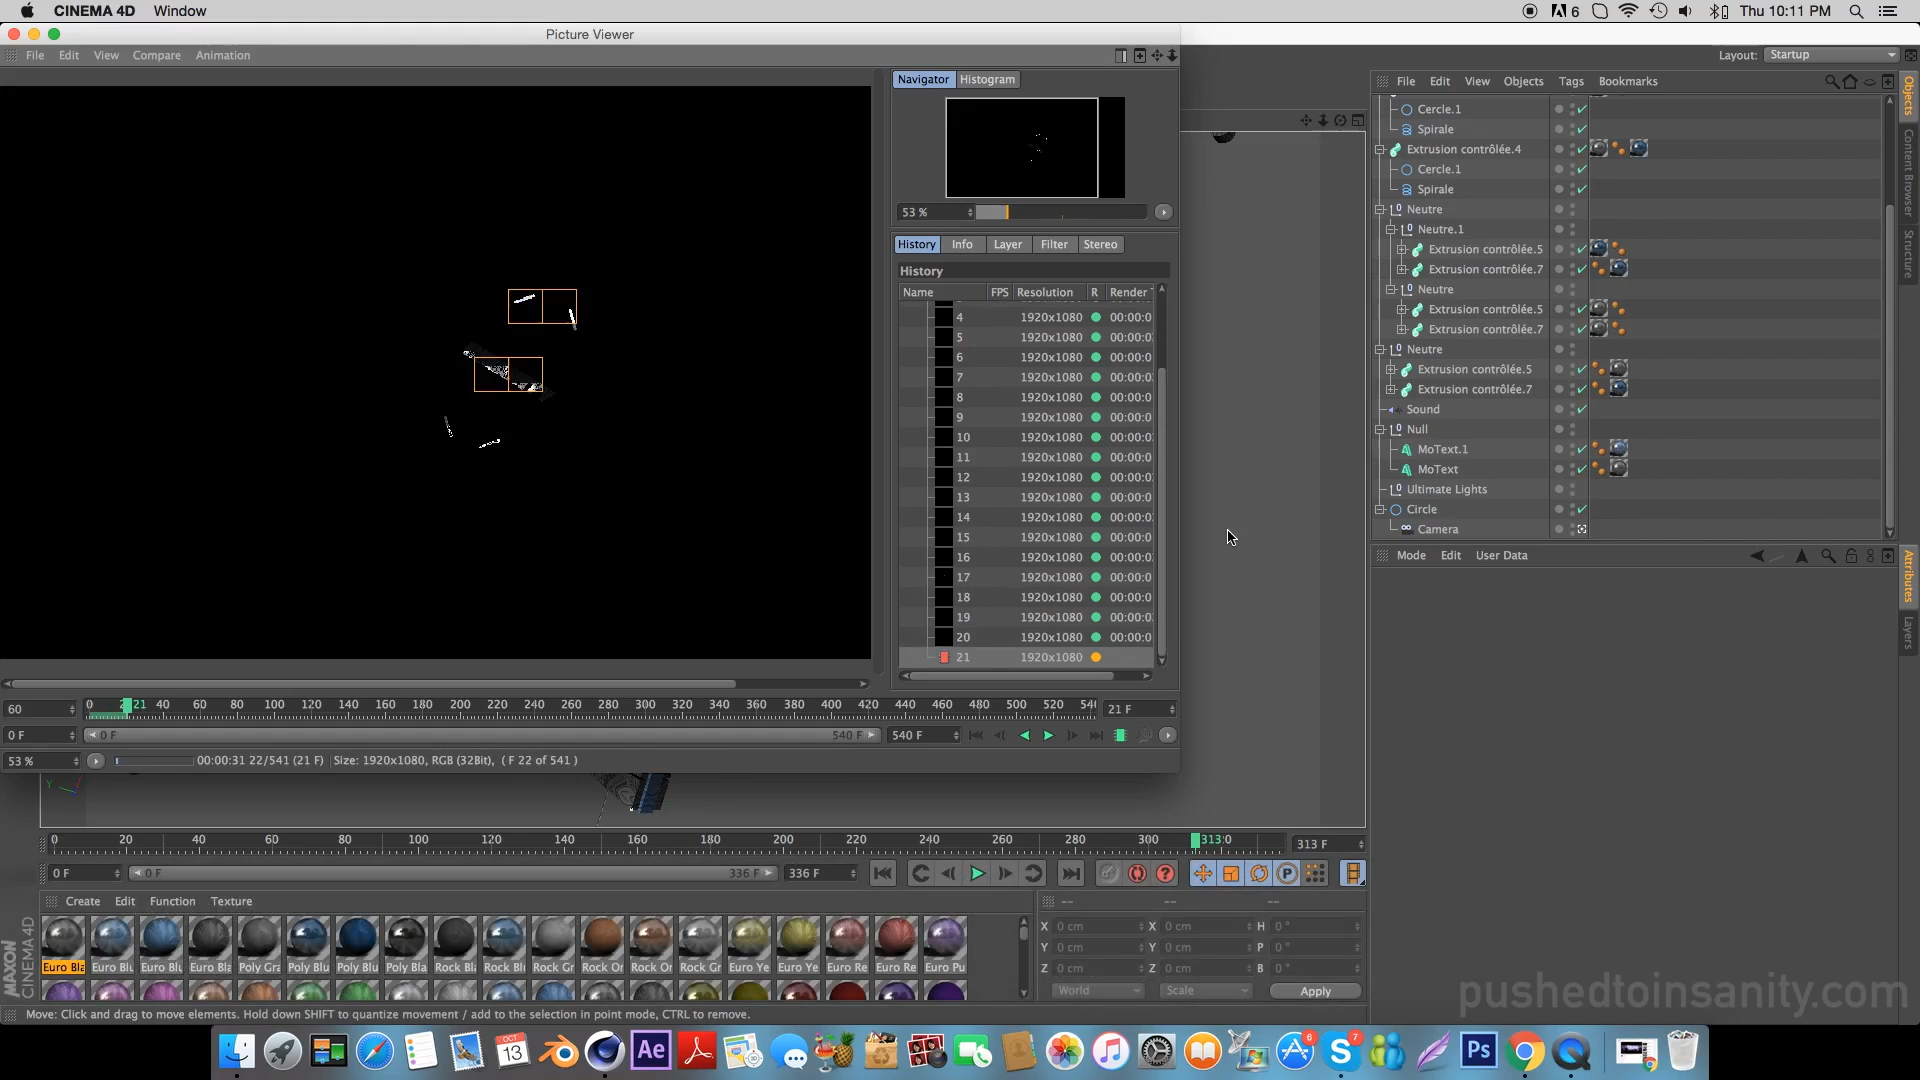 CINEMA 4D Window
6 Thu 10:11 PM
Picture Viewer
File Edit View Compare Animation
Layout: Startup
Navigator Histogram
File Edit View Objects Tags Bookmarks
Cercle.1
Spirale
Extrusion contrôlée.4
Cercle.1
Spirale
Neutre
Neutre.1
Extrusion contrôlée.5
Extrusion contrôlée.7
Neutre
Extrusion contrôlée.5
Extrusion contrôlée.7
Neutre
Extrusion contrôlée.5
Extrusion contrôlée.7
Sound
Null
MoText.1
MoText
Ultimate Lights
Circle
Camera
Objects
Content Browser
Structure
53 %
History Info Layer Filter Stereo
History
Name FPS Resolution R Render
4 1920x1080 00:00:0
5 1920x1080 00:00:0
6 1920x1080 00:00:0
7 1920x1080 00:00:0
8 1920x1080 00:00:0
9 1920x1080 00:00:0
10 1920x1080 00:00:0
11 1920x1080 00:00:0
12 1920x1080 00:00:0
13 1920x1080 00:00:0
14 1920x1080 00:00:0
15 1920x1080 00:00:0
16 1920x1080 00:00:0
17 1920x1080 00:00:0
18 1920x1080 00:00:0
19 1920x1080 00:00:0
20 1920x1080 00:00:0
21 1920x1080
Mode Edit User Data
Attributes
Layers
60 0 21 40 60 80 100 120 140 160 180 200 220 240 260 280 300 320 340 360 380 400 420 440 460 480 500 520 21 F
0 F 0 F 540 F 540 F
53 % 00:00:31 22/541 (21 F) Size: 1920x1080, RGB (32Bit), ( F 22 of 541 )
Y
0 20 40 60 80 100 120 140 160 180 200 220 240 260 280 300 313 313 F
0 F 0 F 336 F 336 F
P
Create Edit Function Texture
-- -- --
Euro Bla Euro Blu Euro Blu Euro Bla Poly Gra Poly Blu Poly Blu Poly Bla Rock Bla Rock Blu Rock Gr Rock Or Rock Or Rock Gr Euro Ye Euro Ye Euro Re Euro Re Euro Pu
X 0 cm X 0 cm H 0 °
Y 0 cm Y 0 cm P 0 °
Z 0 cm Z 0 cm B 0 °
World Scale Apply
MAXON
CINEMA 4D
pushedtoinsanity.com
Move: Click and drag to move elements. Hold down SHIFT to quantize movement / add to the selection in point mode, CTRL to remove.
OCT
13
Ae
6
7
Ps